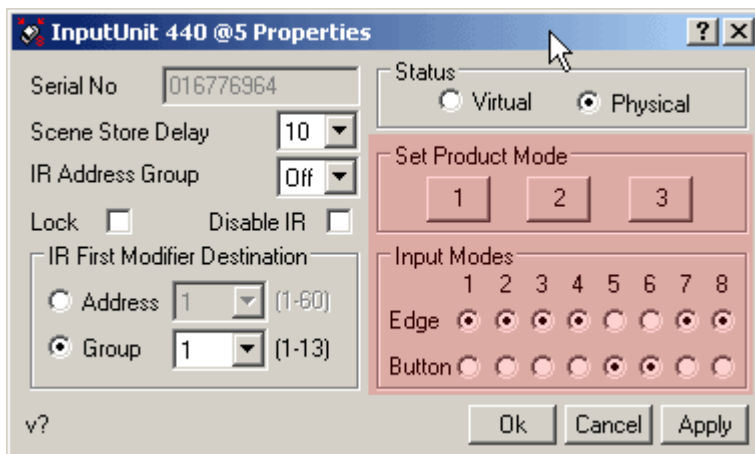 InputUnit 440 @5 Properties
Serial No 016776964
Scene Store Delay 10
IR Address Group Off
Lock Disable IR
IR First Modifier Destination
Address 1 (1-60)
Group 1 (1-13)
v?
Status
Virtual Physical
Set Product Mode
1 2 3
Input Modes
1 2 3 4 5 6 7 8
Edge
Button
Ok Cancel Apply